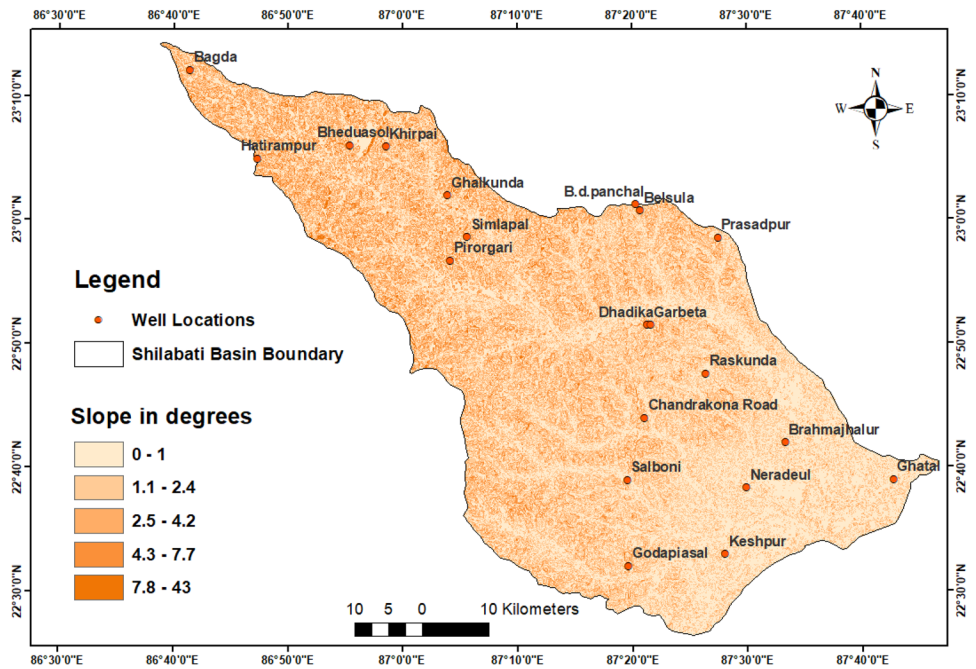 86°30'0"E 86°40'0"E 86°50'0"E 87°0'0"E 87°10'0"E 87°20'0"E 87°30'0"E 87°40'0"E
23°10'0"N
23°0'0"N
22°50'0"N
22°40'0"N
22°30'0"N
Bagda
N
W E
S
Bheduasol Khirpai
Hatirampur
Ghalkunda
B.d.panchal Belsula
Simlapal
Prasadpur
Pirorgari
Legend
Well Locations
Shilabati Basin Boundary
DhadikaGarbeta
Raskunda
Chandrakona Road
Brahmajhalur
Salboni
Neradeul
Ghatal
Godapiasal
Keshpur
Slope in degrees
0 - 1
1.1 - 2.4
2.5 - 4.2
4.3 - 7.7
7.8 - 43
10 5 0 10 Kilometers
23°10'0"N
23°0'0"N
22°50'0"N
22°40'0"N
22°30'0"N
86°30'0"E 86°40'0"E 86°50'0"E 87°0'0"E 87°10'0"E 87°20'0"E 87°30'0"E 87°40'0"E